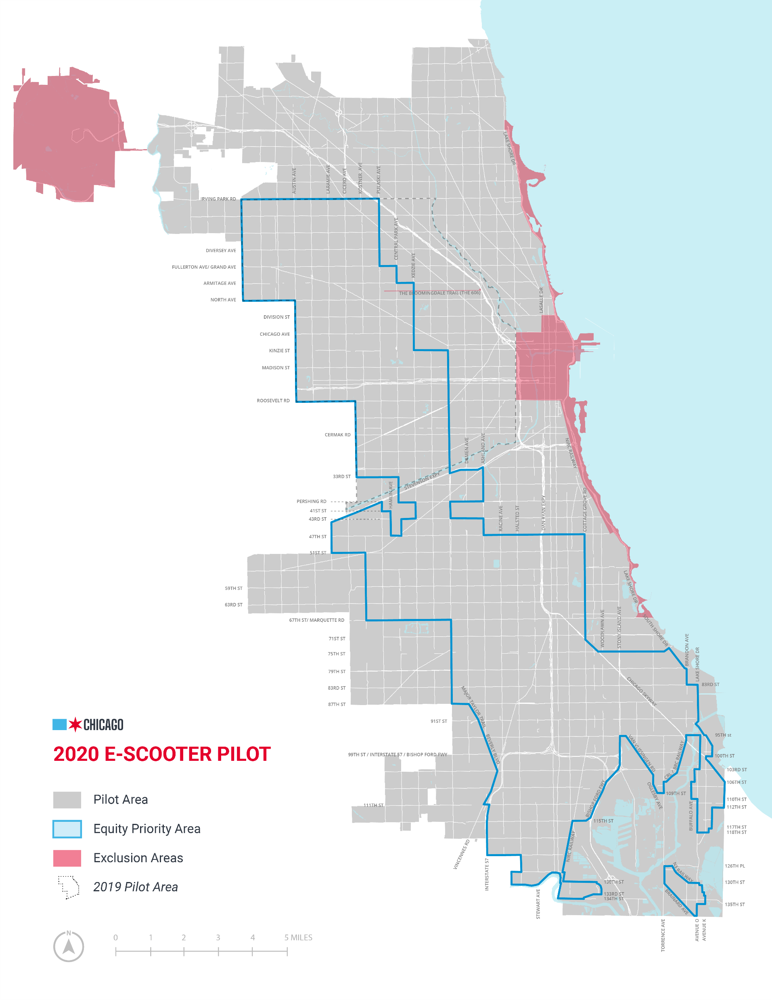 LAKE SHORE DR
AUSTIN AVE
LARAMIE AVE
CICERO AVE
KOSTNER AVE
PULASKI AVE
IRVING PARK RD
CENTRAL PARK AVE
DIVERSEY AVE
KEDZIE AVE
FULLERTON AVE/ GRAND AVE
ARMITAGE AVE
THE BLOOMINGDALE TRAIL (THE 606)
LASALLE DR
NORTH AVE
DIVISION ST
CHICAGO AVE
KINZIE ST
MADISON ST
ROOSEVELT RD
CERMAK RD
DAMEN AVE
ASHLAND AVE
NIRC RAILWAY
33RD ST
STEVENSON EXPY
HAMLIN AVE
PERSHING RD
41ST ST
43RD ST
RACINE AVE
HALSTED ST
DAN RYAN EXPY
COTTAGE GROVE RD
47TH ST
51ST ST
LAKE SHORE DR
59TH ST
63RD ST
67TH ST/ MARQUETTE RD
WOODLAWN AVE
STONY ISLAND AVE
SOUTH SHORE DR
71ST ST
75TH ST
BRANDON AVE
LAKE SHORE DR
79TH ST
83RD ST
83RD ST
CHICAGO SKYWAY
MAJOR TAYLOR TRAIL
87TH ST
91ST ST
BEVERLY BLVD
95TH st
VAN VLISSINGEN RD
CRL / BRC RAILWAY
99TH ST / INTERSTATE 57 / BISHOP FORD FWY
100TH ST
103RD ST
106TH ST
OGLESBY AVE
109TH ST
110TH ST
BISHOP FORD FWY
111TH ST
112TH ST
BUFFALO AVE
115TH ST
117TH ST
118TH ST
NIRC RAILWAY
VINCENNES RD
INTERSTATE 57
126TH PL
NS RAILWAY
130TH ST
130TH ST
133RD ST
134TH ST
BRAINARD AVE
135TH ST
STEWART AVE
TORRENCE AVE
AVENUE O
AVENUE K
CHICAGO
2020 E-SCOOTER PILOT
Pilot Area
Equity Priority Area
Exclusion Areas
2019 Pilot Area
N
0 1 2 3 4 5 MILES